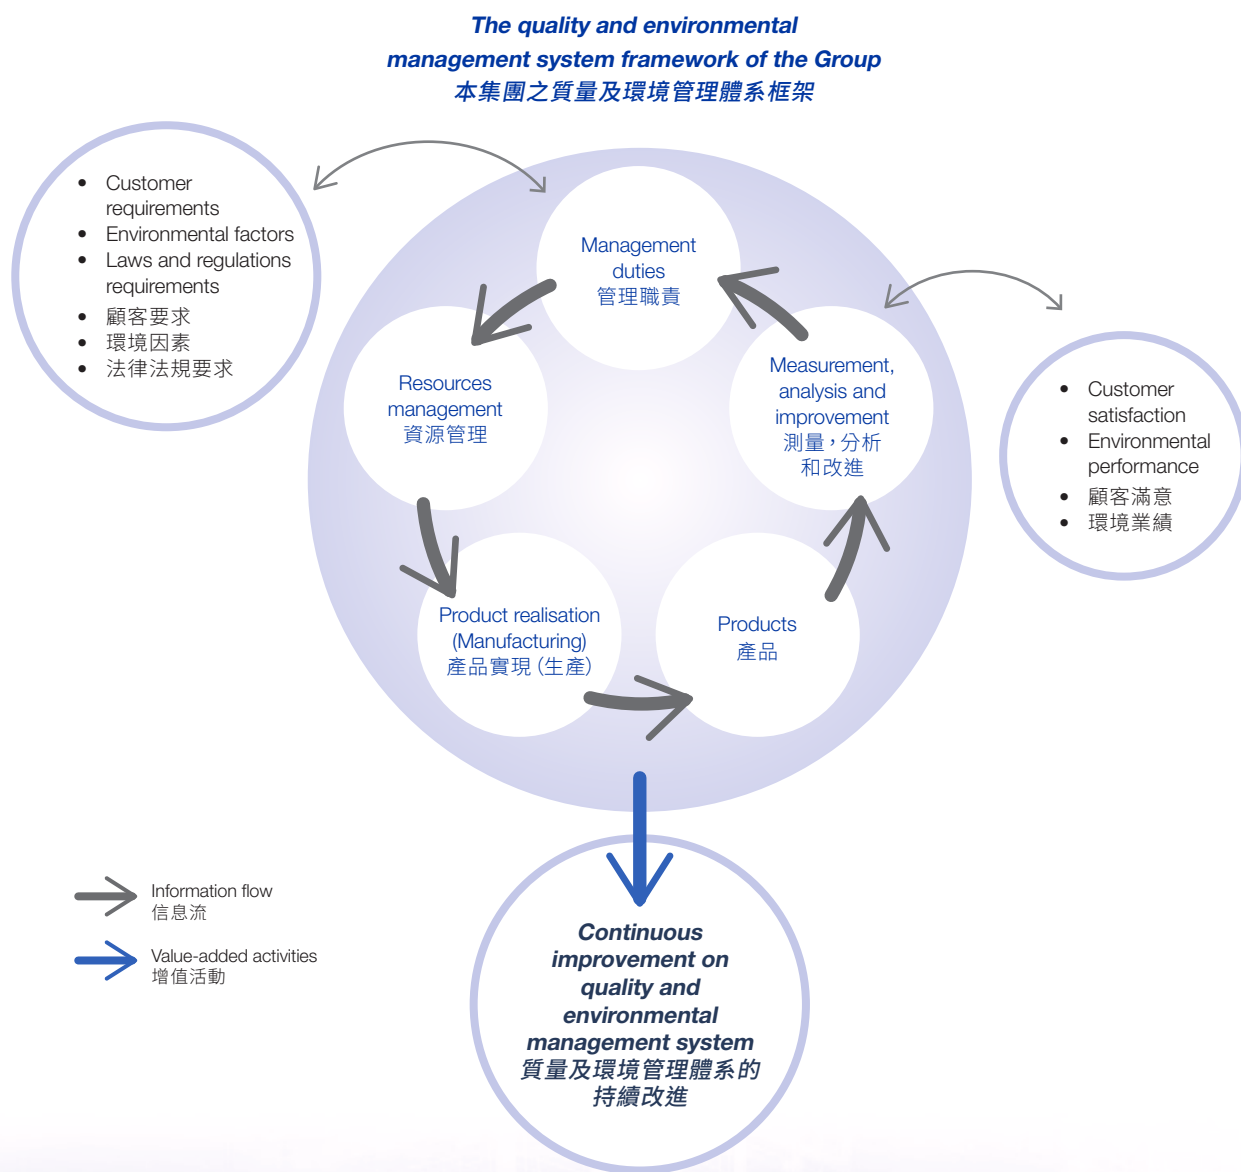 The quality and environmental
management system framework of the Group
本集團之質量及環境管理體系框架
• Customer
requirements
• Environmental factors
• Laws and regulations
requirements
• 顧客要求
• 環境因素
• 法律法規要求
Management
duties
管理職責
Resources
management
資源管理
Measurement,
analysis and
improvement
測量，分析
和改進
• Customer
satisfaction
• Environmental
performance
• 顧客滿意
• 環境業績
Product realisation
(Manufacturing)
產品實現（生產）
Products
產品
Information flow
信息流
Value-added activities
增值活動
Continuous
improvement on
quality and
environmental
management system
質量及環境管理體系的
持續改進